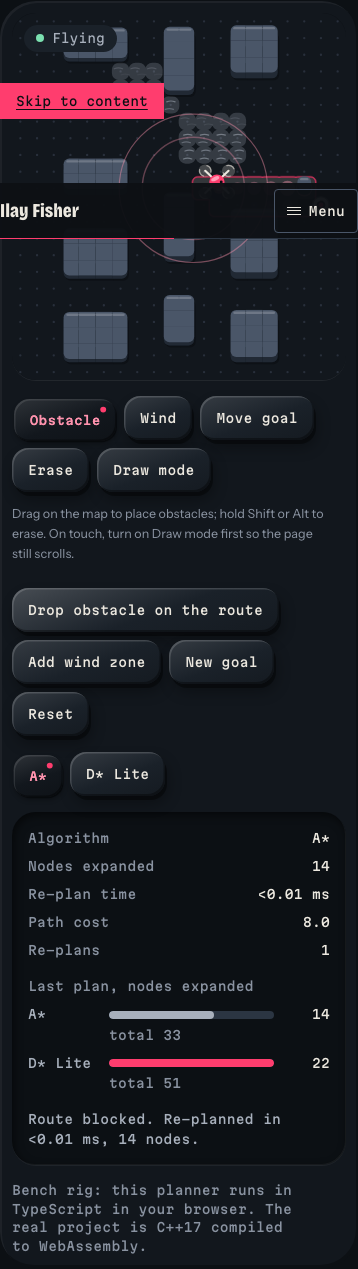 Flying
Skip to content
Ilay Fisher
Menu
Obstacle
Wind
Move goal
Erase
Draw mode
Drag on the map to place obstacles; hold Shift or Alt to
erase. On touch, turn on Draw mode first so the page
still scrolls.
Drop obstacle on the route
Add wind zone
New goal
Reset
A*
D* Lite
Algorithm A*
Nodes expanded 14
Re-plan time <0.01 ms
Path cost 8.0
Re-plans 1
Last plan, nodes expanded
A* 14
total 33
D* Lite 22
total 51
Route blocked. Re-planned in
<0.01 ms, 14 nodes.
Bench rig: this planner runs in
TypeScript in your browser. The
real project is C++17 compiled
to WebAssembly.